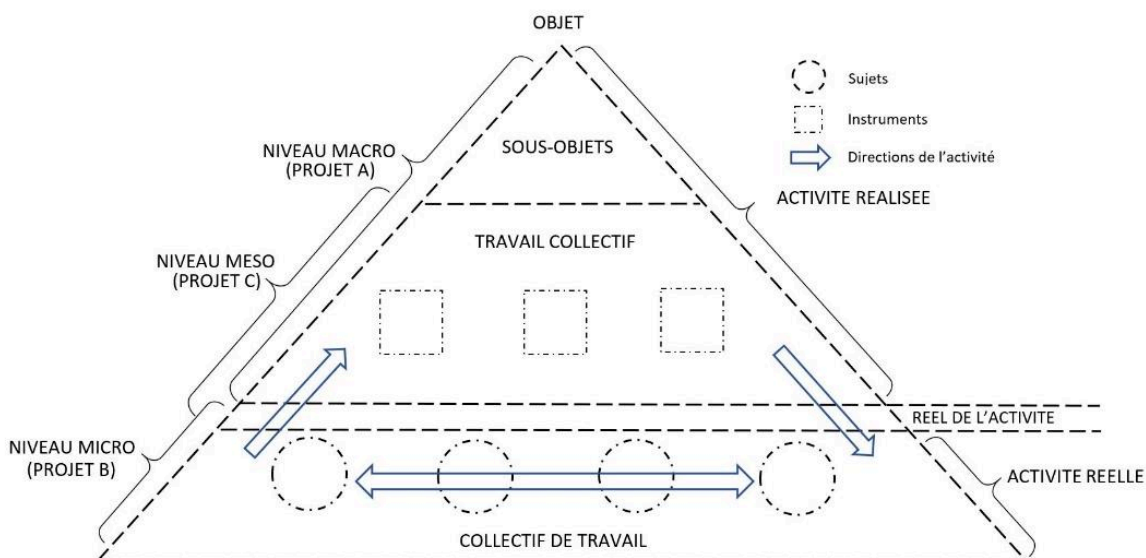 OBJET
Sujets
Instruments
Directions de l'activité
NIVEAU MACRO
(PROJET A)
SOUS-OBJETS
ACTIVITE REALISEE
TRAVAIL COLLECTIF
NIVEAU MESO
(PROJET C)
REEL DE L'ACTIVITE
NIVEAU MICRO
(PROJET B)
ACTIVITE REELLE
COLLECTIF DE TRAVAIL